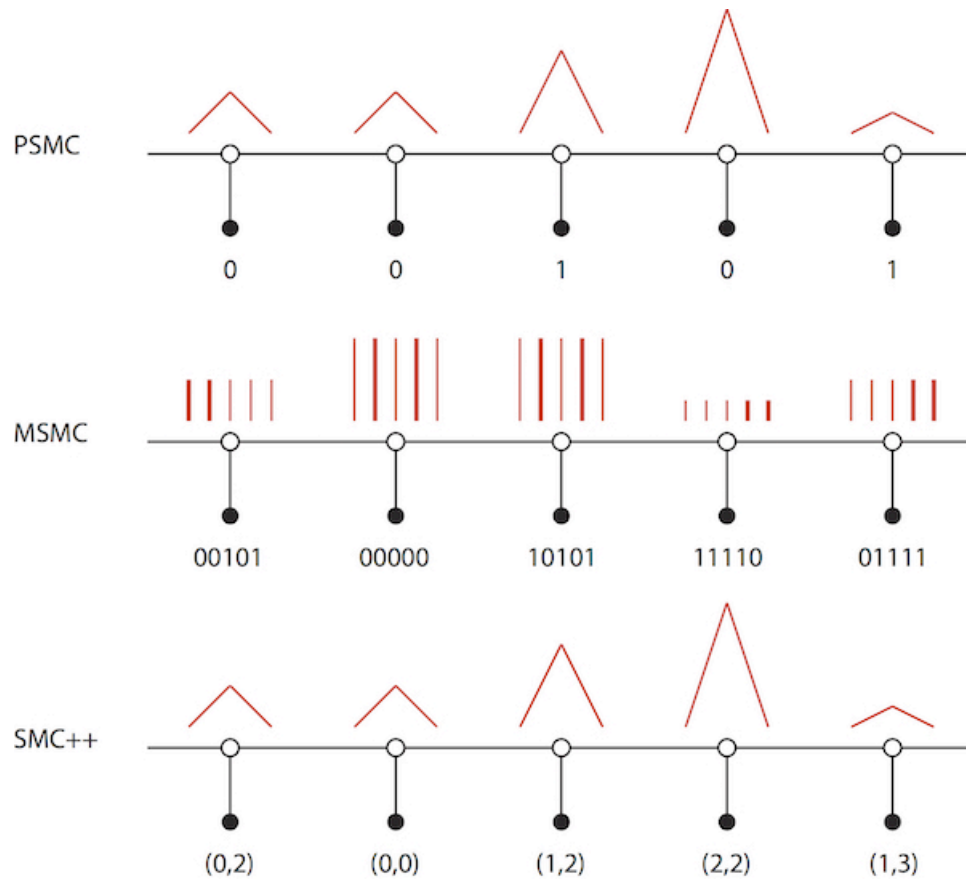 PSMC
0 0 1 0 1
MSMC
00101 00000 10101 11110 01111
SMC++
(0,2) (0,0) (1,2) (2,2) (1,3)